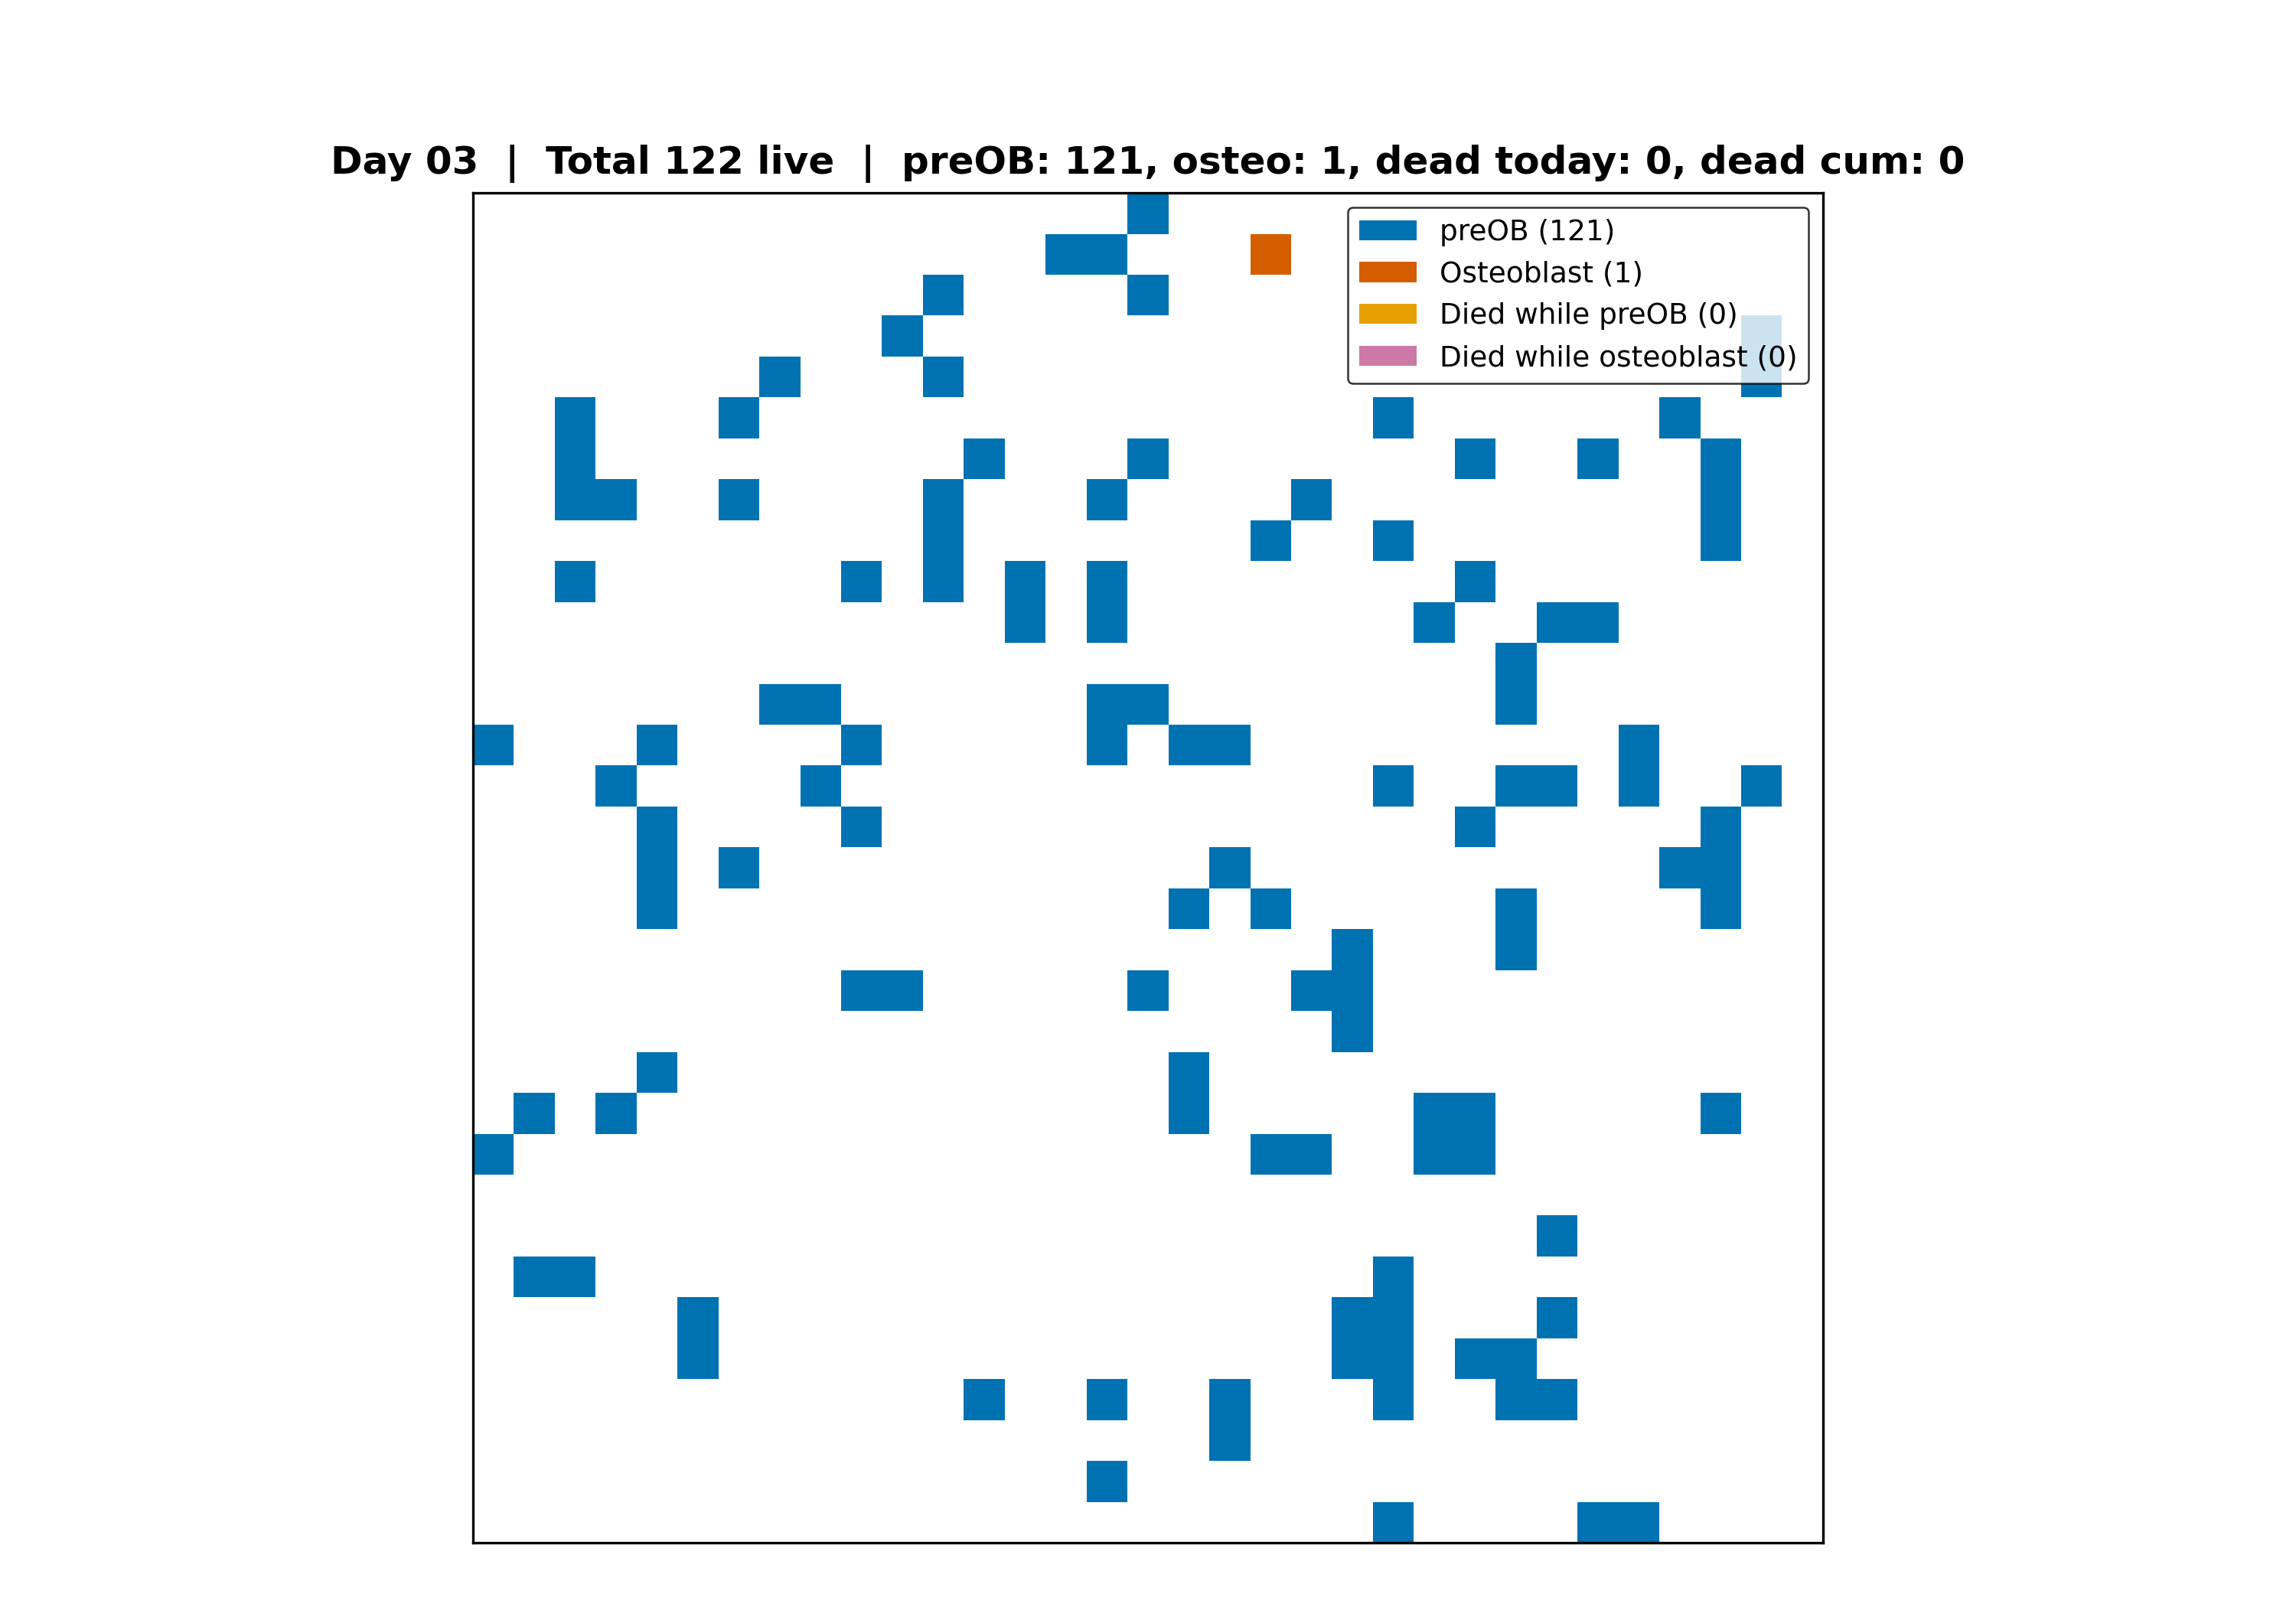 Day 03 | Total 122 live | preOB: 121, osteo: 1, dead today: 0, dead cum: 0
preOB (121)
Osteoblast (1)
Died while preOB (0)
Died while osteoblast (0)